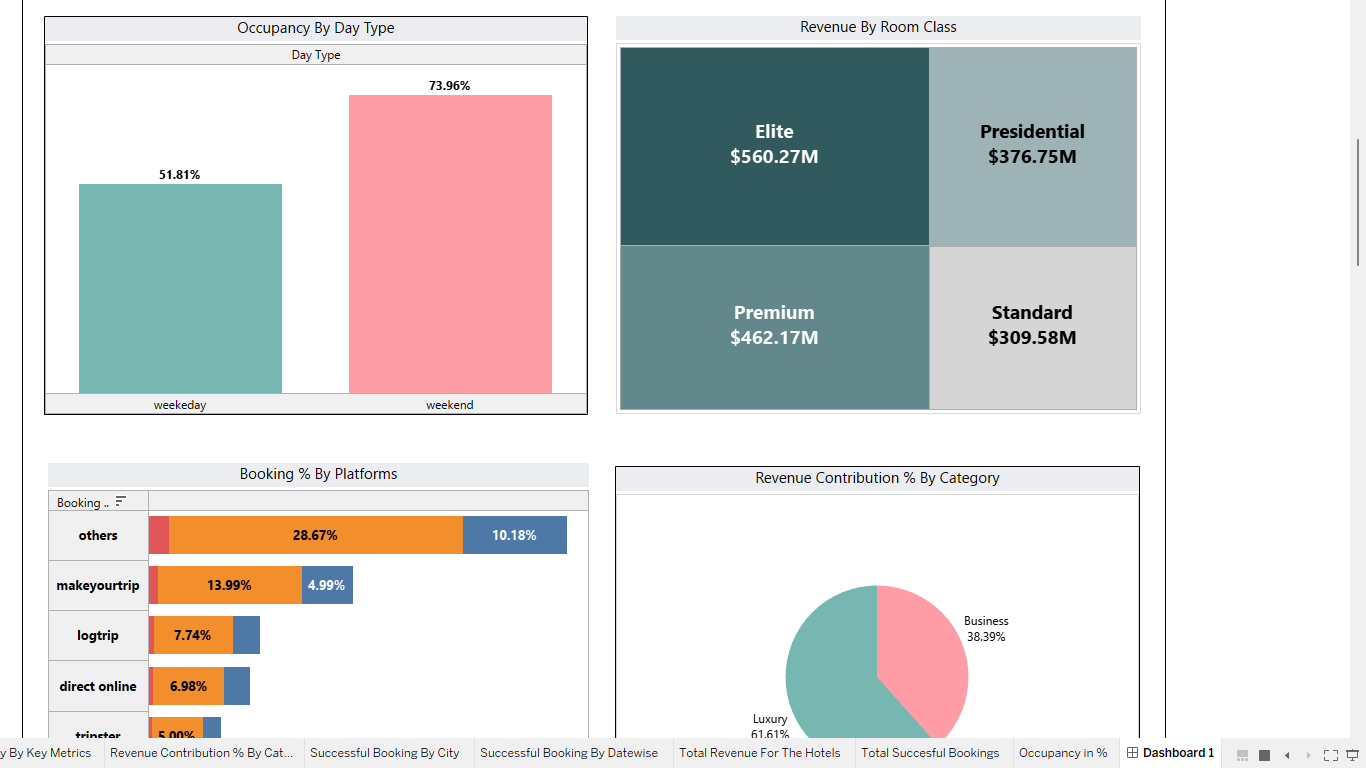 Occupancy By Day Type
Day Type
73.96%
51.81%
weekeday
weekend
Revenue By Room Class
Elite
$560.27M
Presidential
$376.75M
Premium
$462.17M
Standard
$309.58M
Booking % By Platforms
Booking ..
others
28.67%
10.18%
makeyourtrip
13.99%
4.99%
logtrip
7.74%
direct online
6.98%
tripster
5.00%
Revenue Contribution % By Category
Business
38.39%
Luxury
61.61%
y By Key Metrics
Revenue Contribution % By Cat...
Successful Booking By City
Successful Booking By Datewise
Total Revenue For The Hotels
Total Succesful Bookings
Occupancy in %
Dashboard 1